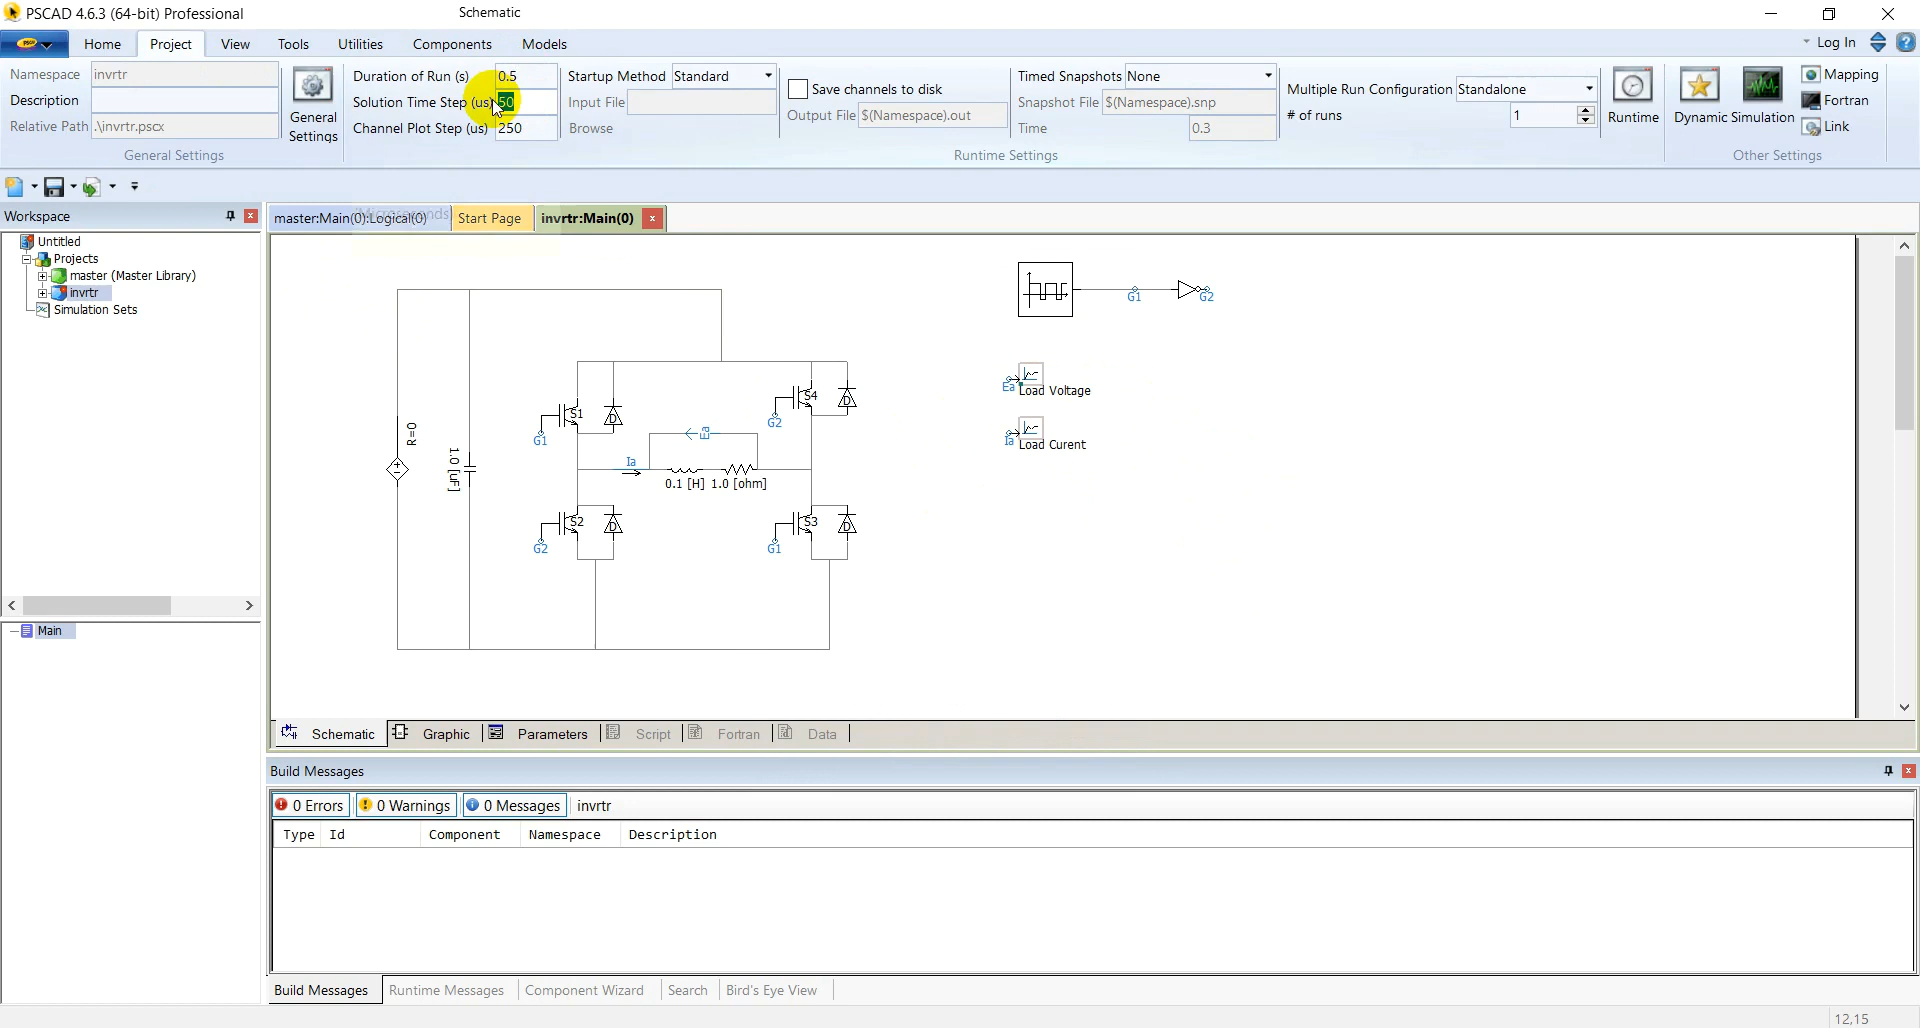 PSCAD 4.6.3 (64-bit) Professional
Schematic
Home Project View Tools Utilities Components Models
Log In
Namespace invrtr
Description
Relative Path .\invrtr.pscx
General Settings
General Settings
Duration of Run (s) 0.5
Solution Time Step (us) 50
Channel Plot Step (us) 250
Startup Method Standard
Input File
Browse
Save channels to disk
Output File $(Namespace).out
Timed Snapshots None
Snapshot File $(Namespace).snp
Time 0.3
Multiple Run Configuration Standalone
# of runs 1
Runtime Settings
Runtime
Dynamic Simulation
Mapping
Fortran
Link
Other Settings
Workspace
Untitled
Projects
master (Master Library)
invrtr
Simulation Sets
Main
master:Main(0):Logical(0) Start Page invrtr:Main(0)
R=0
1.0 [uF]
S1
D
G1
S4
D
G2
Ea
Ia
0.1 [H] 1.0 [ohm]
S2
D
G2
S3
D
G1
G1
G2
Ea
Load Voltage
Ia
Load Curent
Schematic Graphic Parameters Script Fortran Data
Build Messages
0 Errors 0 Warnings 0 Messages invrtr
Type Id Component Namespace Description
Build Messages Runtime Messages Component Wizard Search Bird's Eye View
12,15